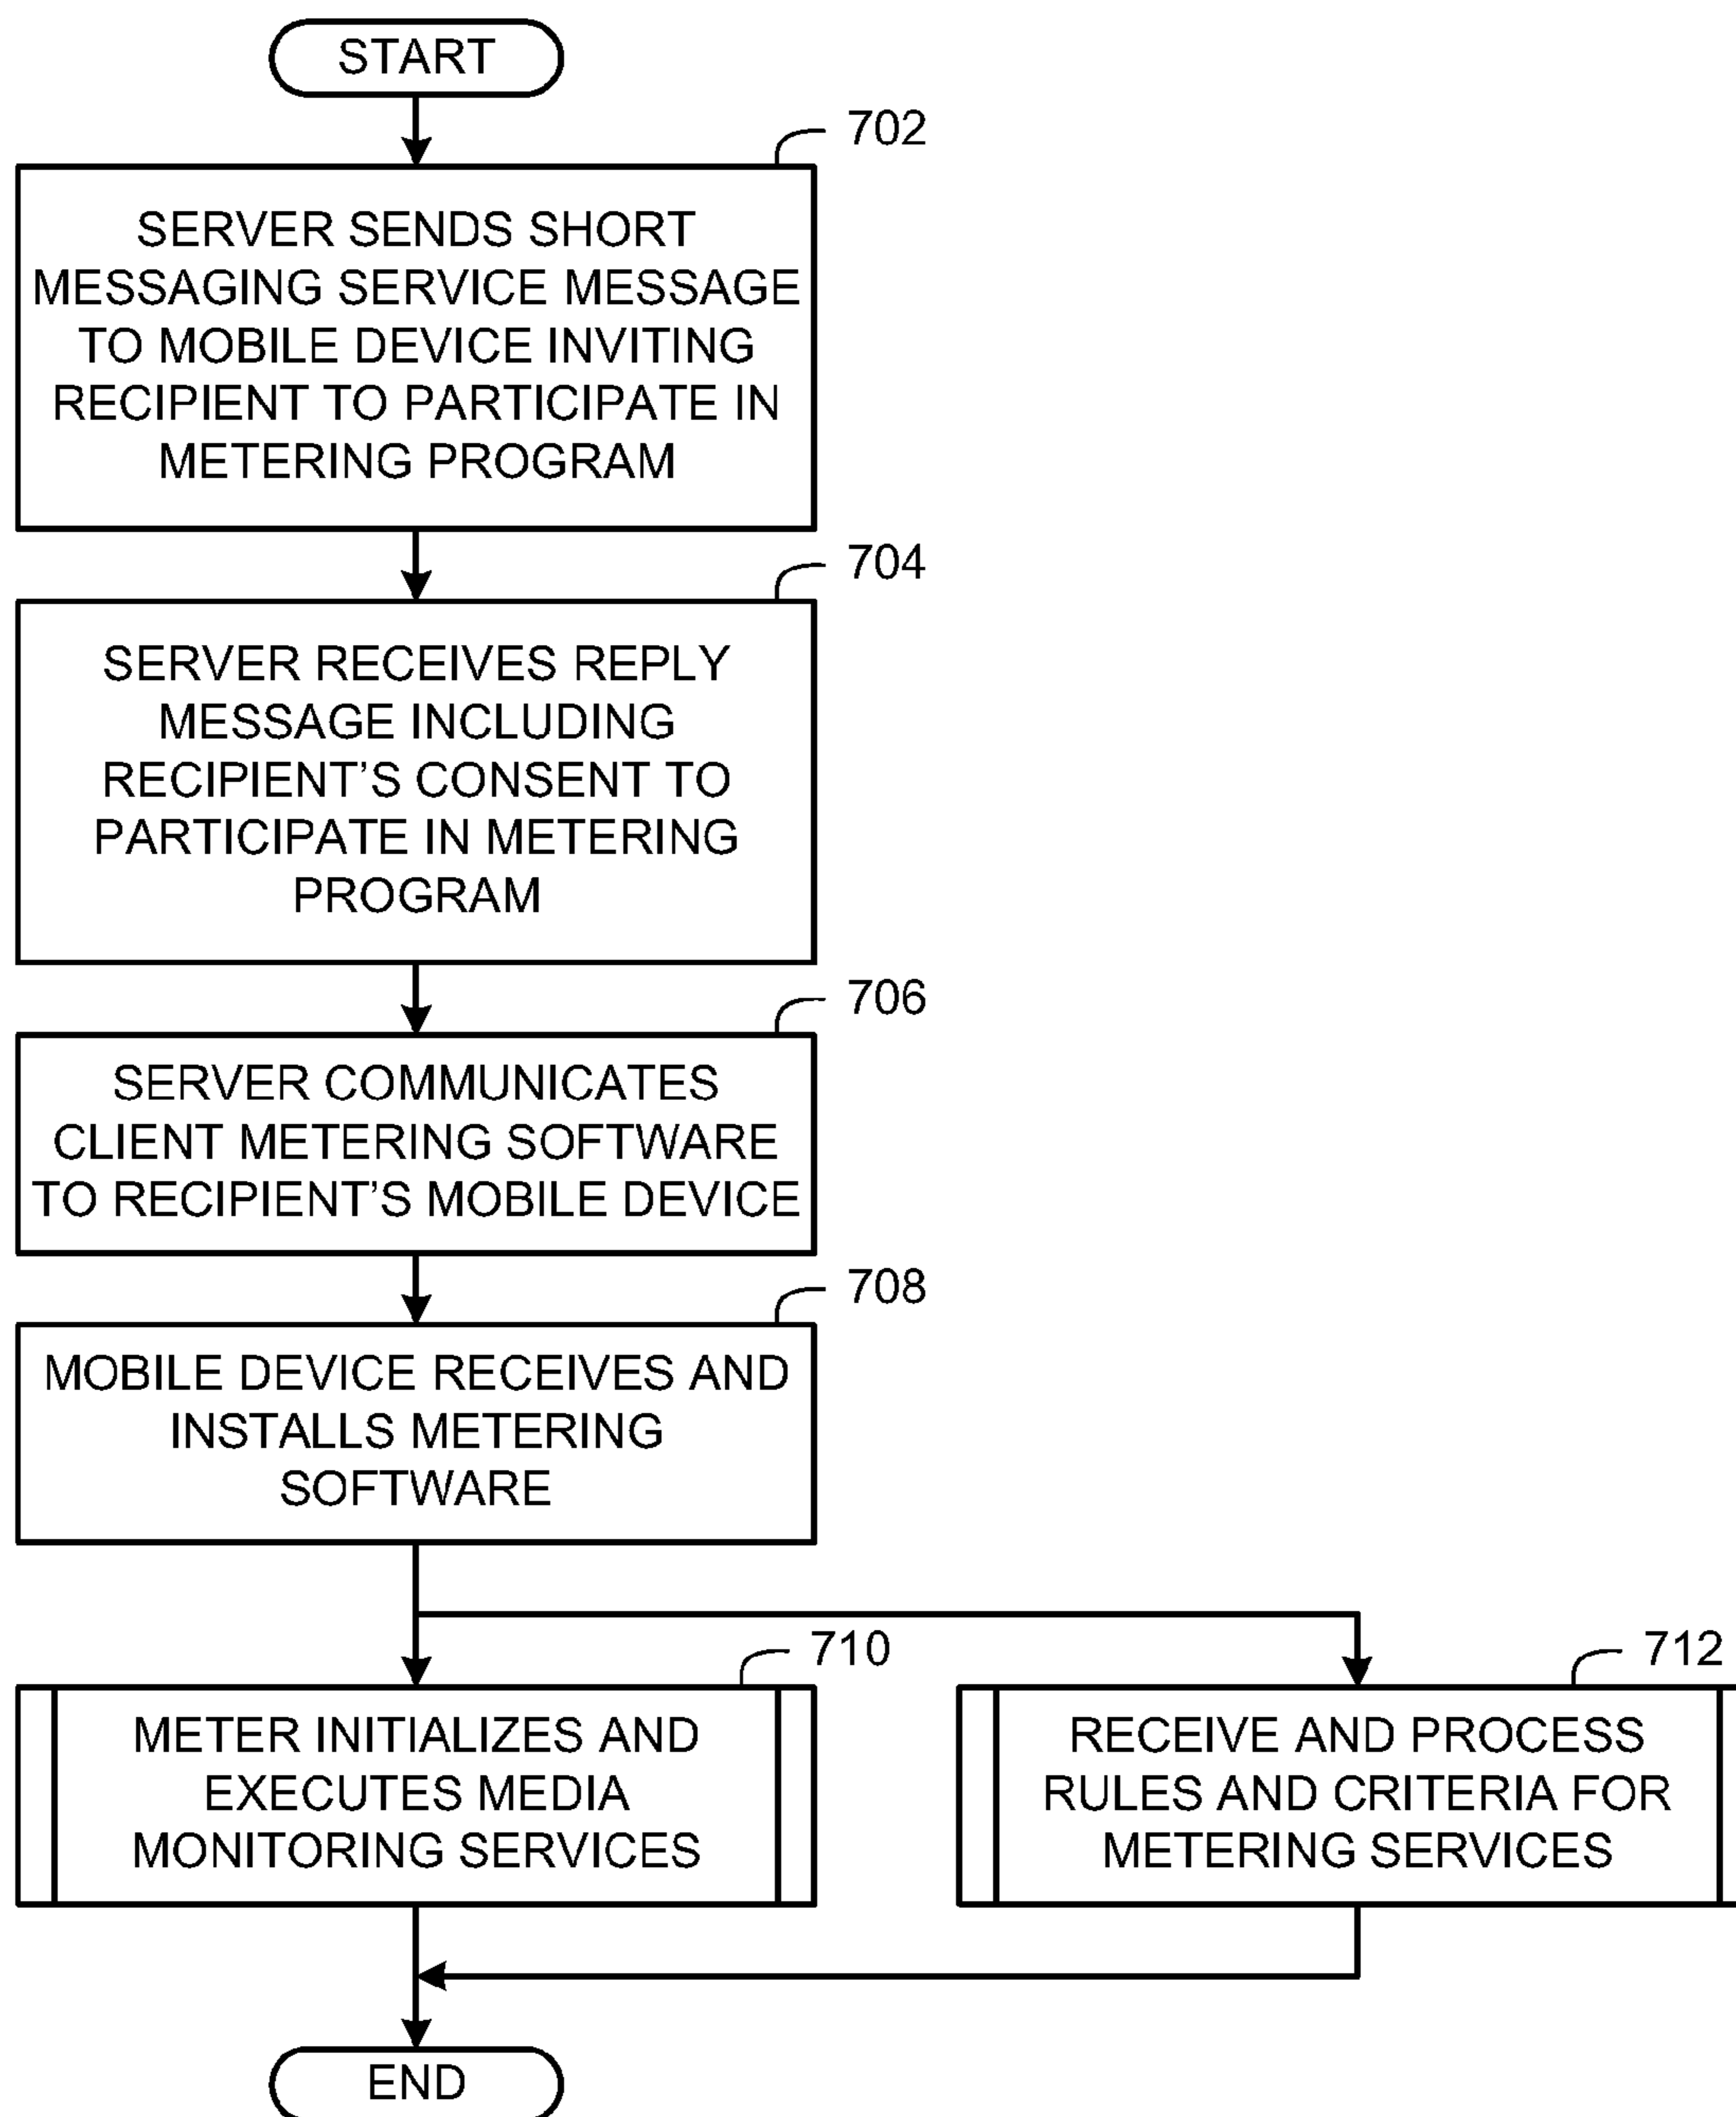 START
702
SERVER SENDS SHORT
MESSAGING SERVICE MESSAGE
TO MOBILE DEVICE INVITING
RECIPIENT TO PARTICIPATE IN
METERING PROGRAM
704
SERVER RECEIVES REPLY
MESSAGE INCLUDING
RECIPIENT'S CONSENT TO
PARTICIPATE IN METERING
PROGRAM
706
SERVER COMMUNICATES
CLIENT METERING SOFTWARE
TO RECIPIENT'S MOBILE DEVICE
708
MOBILE DEVICE RECEIVES AND
INSTALLS METERING
SOFTWARE
710
METER INITIALIZES AND
EXECUTES MEDIA
MONITORING SERVICES
712
RECEIVE AND PROCESS
RULES AND CRITERIA FOR
METERING SERVICES
END